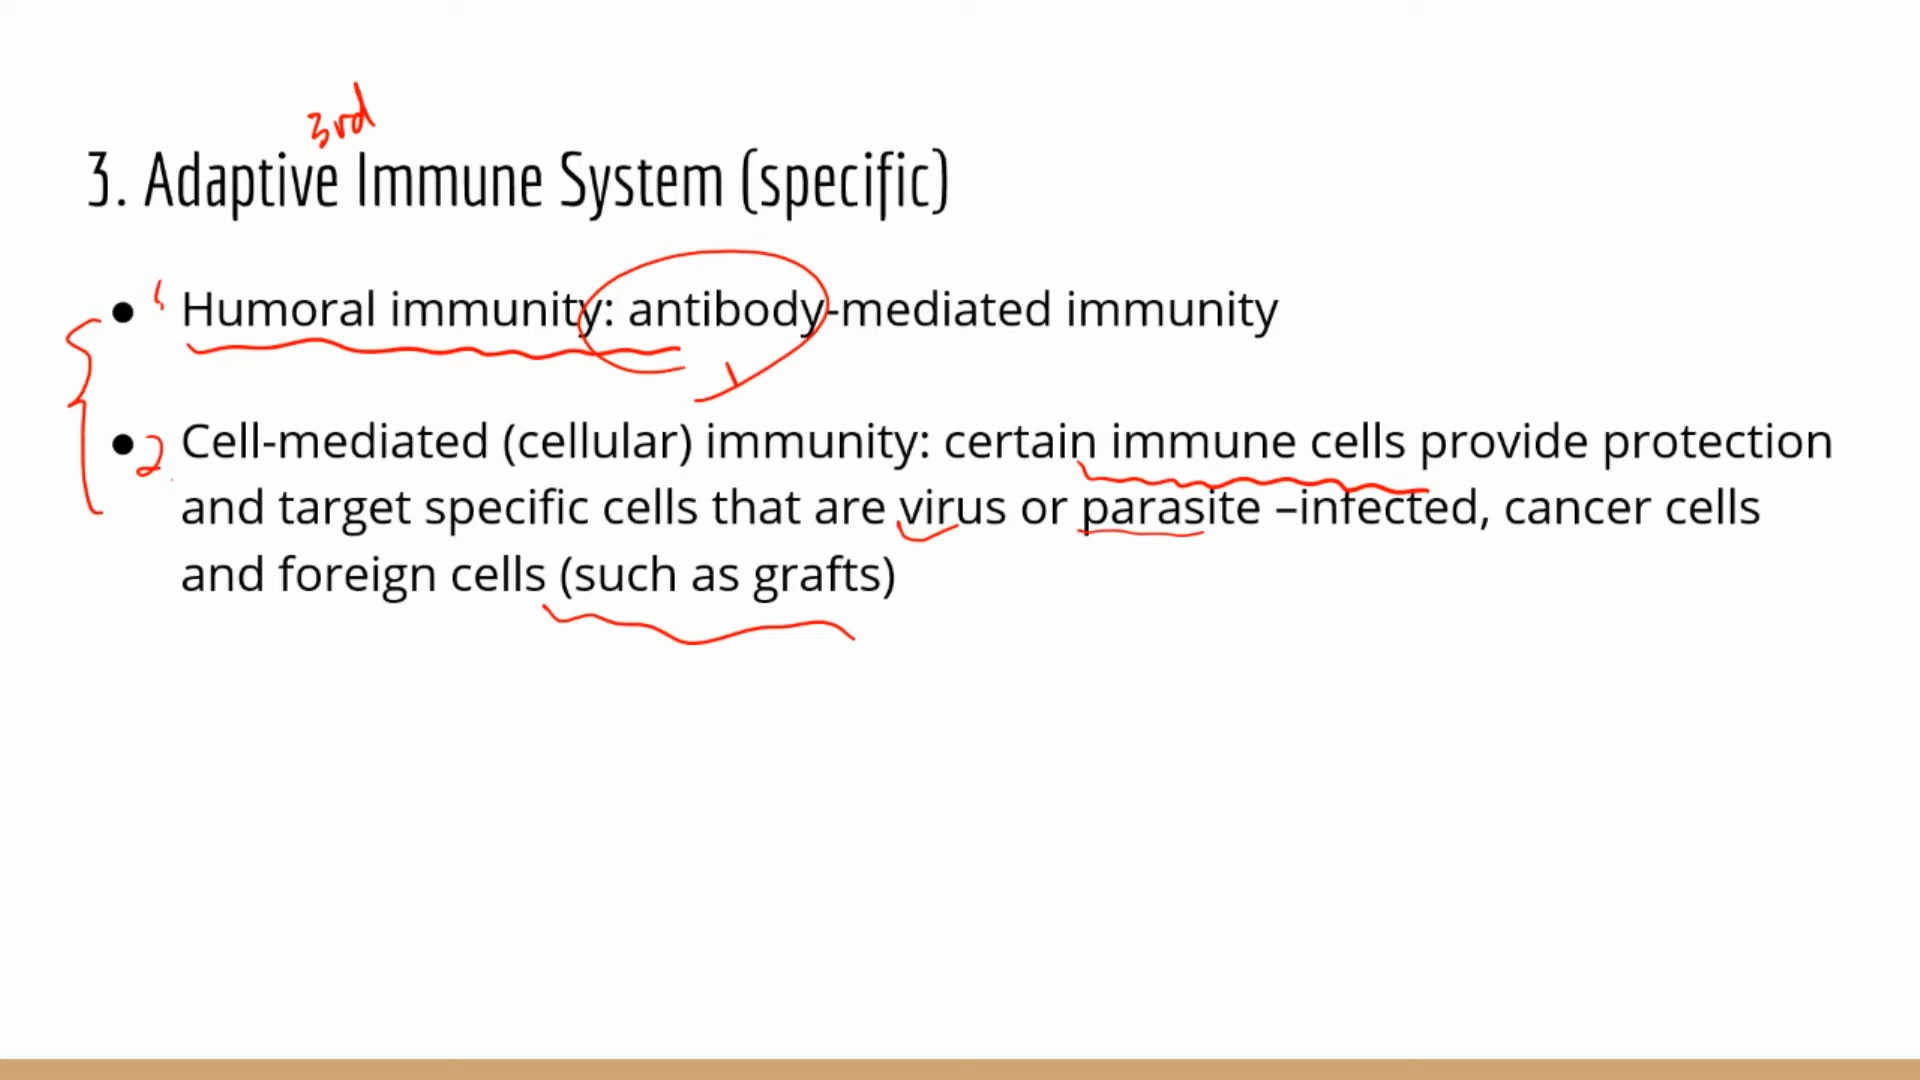 3rd
3. Adaptive Immune System (specific)
● 1 Humoral immunity: antibody-mediated immunity
● 2 Cell-mediated (cellular) immunity: certain immune cells provide protection
and target specific cells that are virus or parasite –infected, cancer cells
and foreign cells (such as grafts)